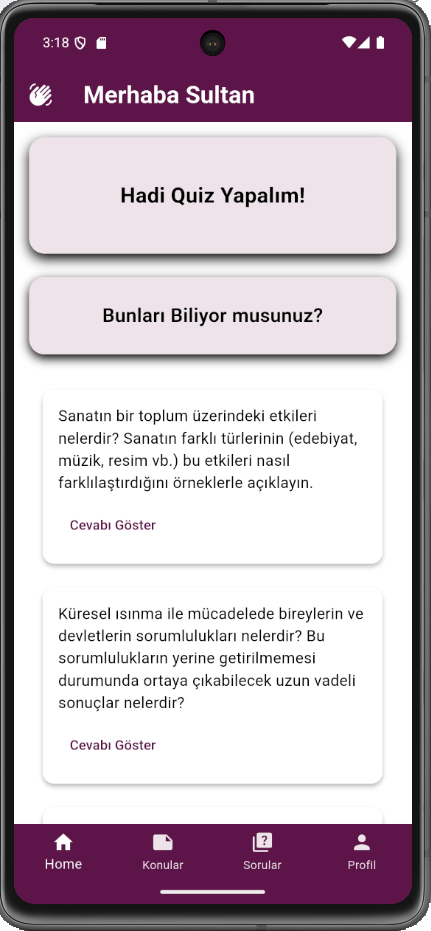 3:18
Merhaba Sultan
Hadi Quiz Yapalım!
Bunları Biliyor musunuz?
Sanatın bir toplum üzerindeki etkileri
nelerdir? Sanatın farklı türlerinin (edebiyat,
müzik, resim vb.) bu etkileri nasıl
farklılaştırdığını örneklerle açıklayın.
Cevabı Göster
Küresel ısınma ile mücadelede bireylerin ve
devletlerin sorumlulukları nelerdir? Bu
sorumlulukların yerine getirilmemesi
durumunda ortaya çıkabilecek uzun vadeli
sonuçlar nelerdir?
Cevabı Göster
Home
Konular
Sorular
Profil